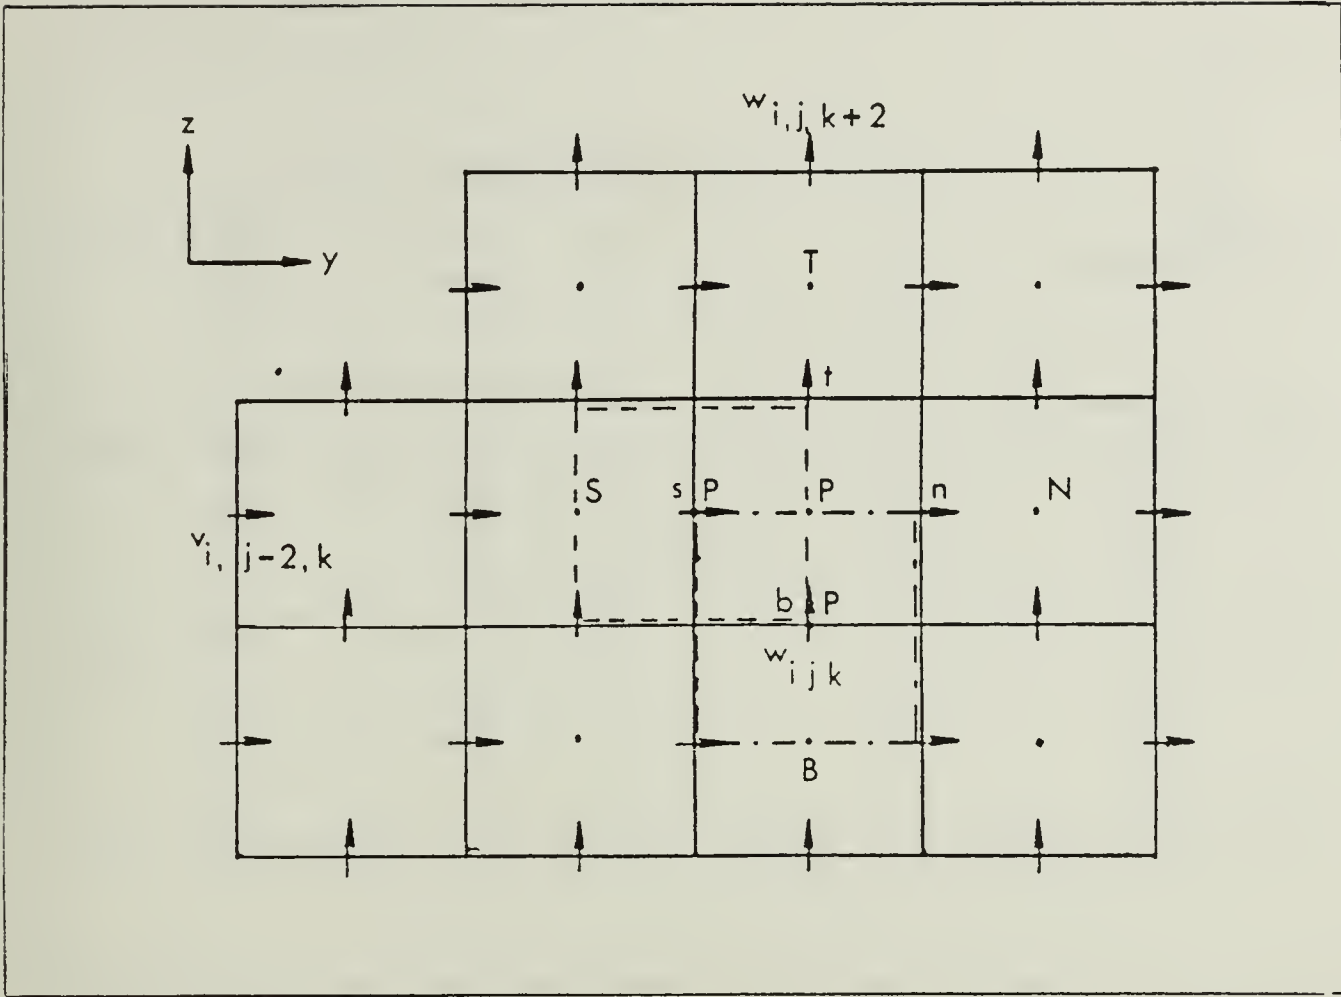 w i, j, k+2
z
y
T
t
S s P P n N
v i, j-2, k
b P
w i j k
B